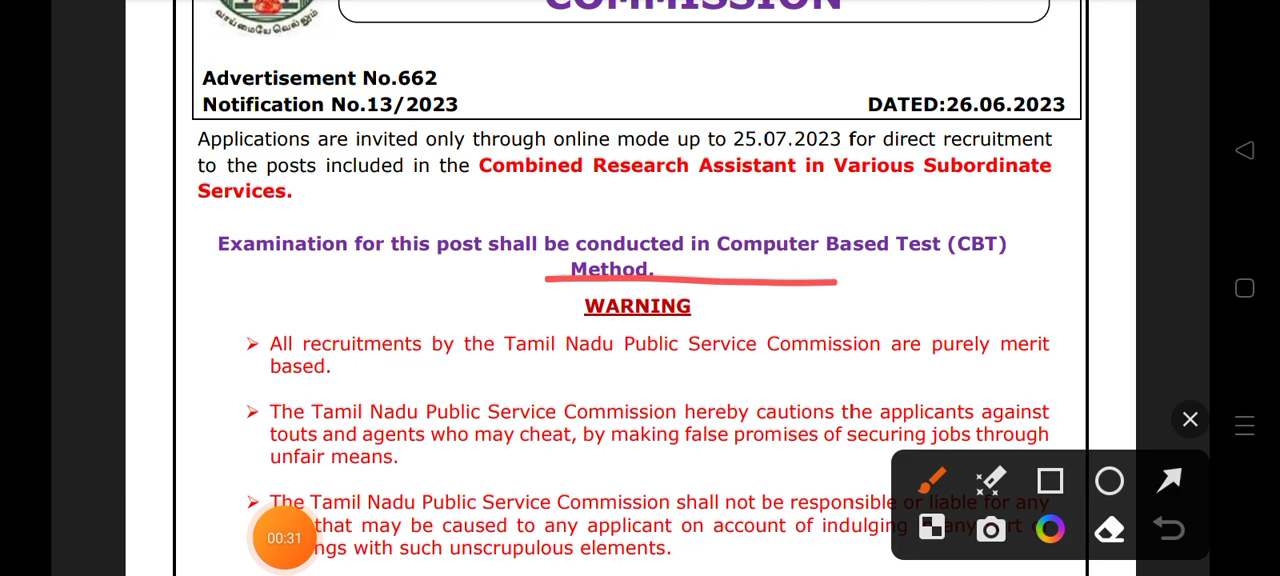 COMMISSION
வாய்மையே வெல்லும்
Advertisement No.662
Notification No.13/2023
DATED:26.06.2023
Applications are invited only through online mode up to 25.07.2023 for direct recruitment
to the posts included in the Combined Research Assistant in Various Subordinate
Services.
Examination for this post shall be conducted in Computer Based Test (CBT)
Method.
WARNING
➢ All recruitments by the Tamil Nadu Public Service Commission are purely merit
based.
➢ The Tamil Nadu Public Service Commission hereby cautions the applicants against
touts and agents who may cheat, by making false promises of securing jobs through
unfair means.
➢ The Tamil Nadu Public Service Commission shall not be responsible or liable for any
that may be caused to any applicant on account of indulging
ngs with such unscrupulous elements.
00:31